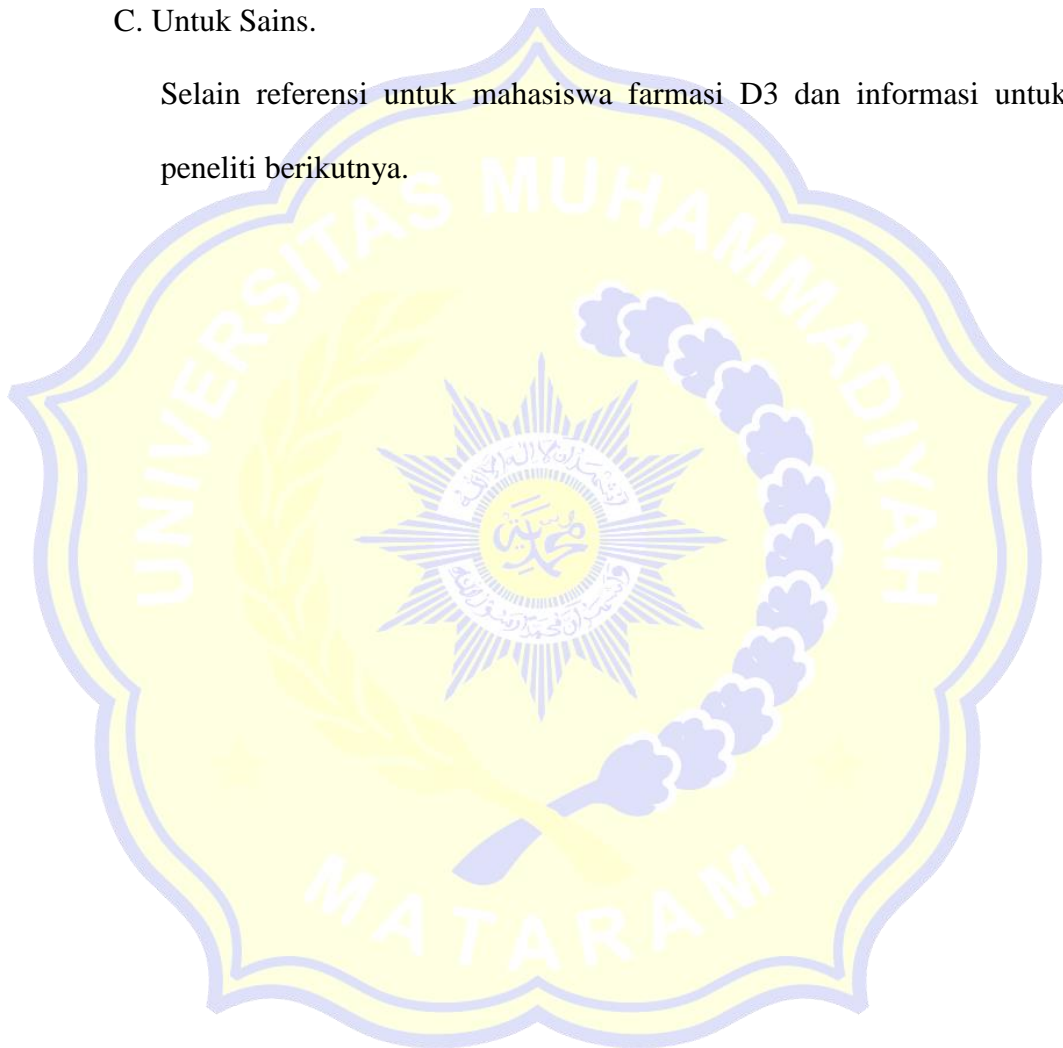 C. Untuk Sains.
Selain referensi untuk mahasiswa farmasi D3 dan informasi untuk
peneliti berikutnya.
UNIVERSITAS MUHAMMADIYAH
MATARAM